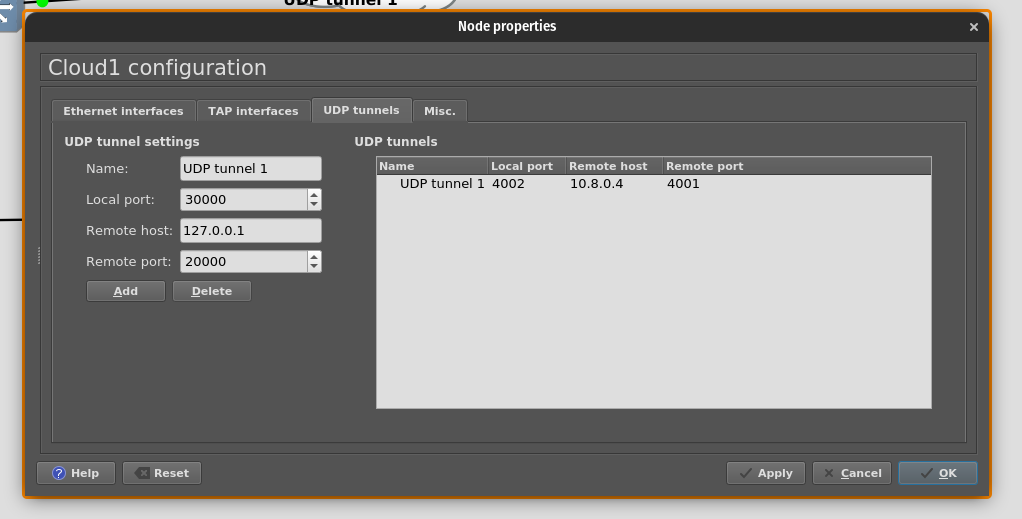 UDP tunnel 1
Node properties
Cloud1 configuration
Ethernet interfaces TAP interfaces UDP tunnels Misc.
UDP tunnel settings
Name: UDP tunnel 1
Local port: 30000
Remote host: 127.0.0.1
Remote port: 20000
Add Delete
UDP tunnels
Name Local port Remote host Remote port
UDP tunnel 1 4002 10.8.0.4 4001
Help Reset Apply Cancel OK